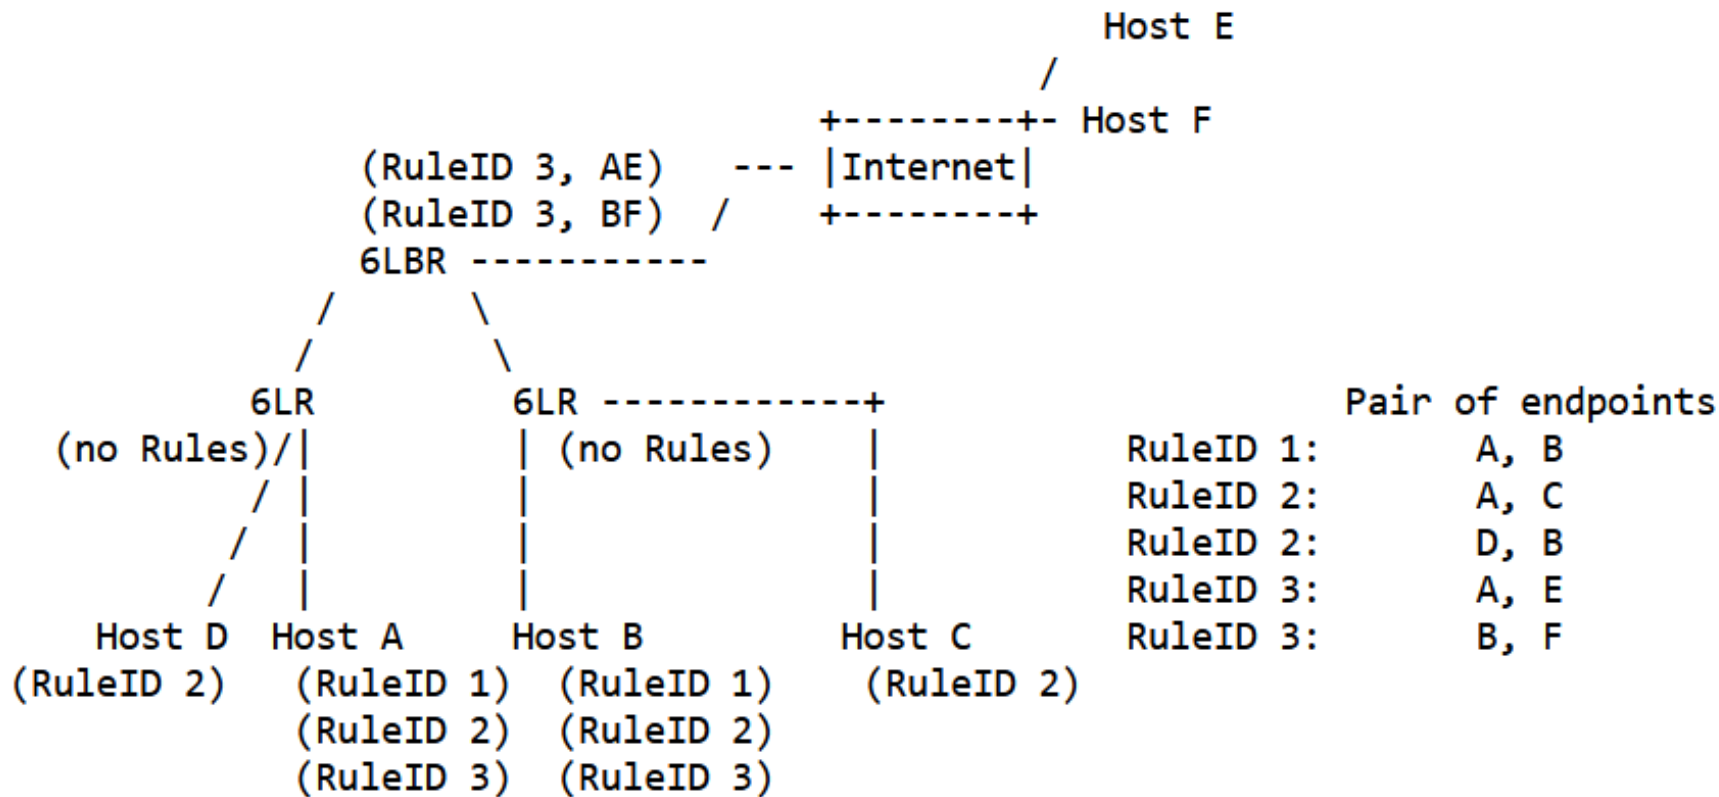 Host E
                                               /
                                     +--------+- Host F
                (RuleID 3, AE)   --- |Internet|
                (RuleID 3, BF)  /    +--------+
                6LBR -----------
              /      \
             /        \
           6LR         6LR ------------+                     Pair of endpoints
  (no Rules)/|         | (no Rules)    |           RuleID 1:       A, B
           / |         |               |           RuleID 2:       A, C
          /  |         |               |           RuleID 2:       D, B
         /   |         |               |           RuleID 3:       A, E
    Host D  Host A     Host B         Host C       RuleID 3:       B, F
(RuleID 2)   (RuleID 1)  (RuleID 1)    (RuleID 2)
             (RuleID 2)  (RuleID 2)
             (RuleID 3)  (RuleID 3)